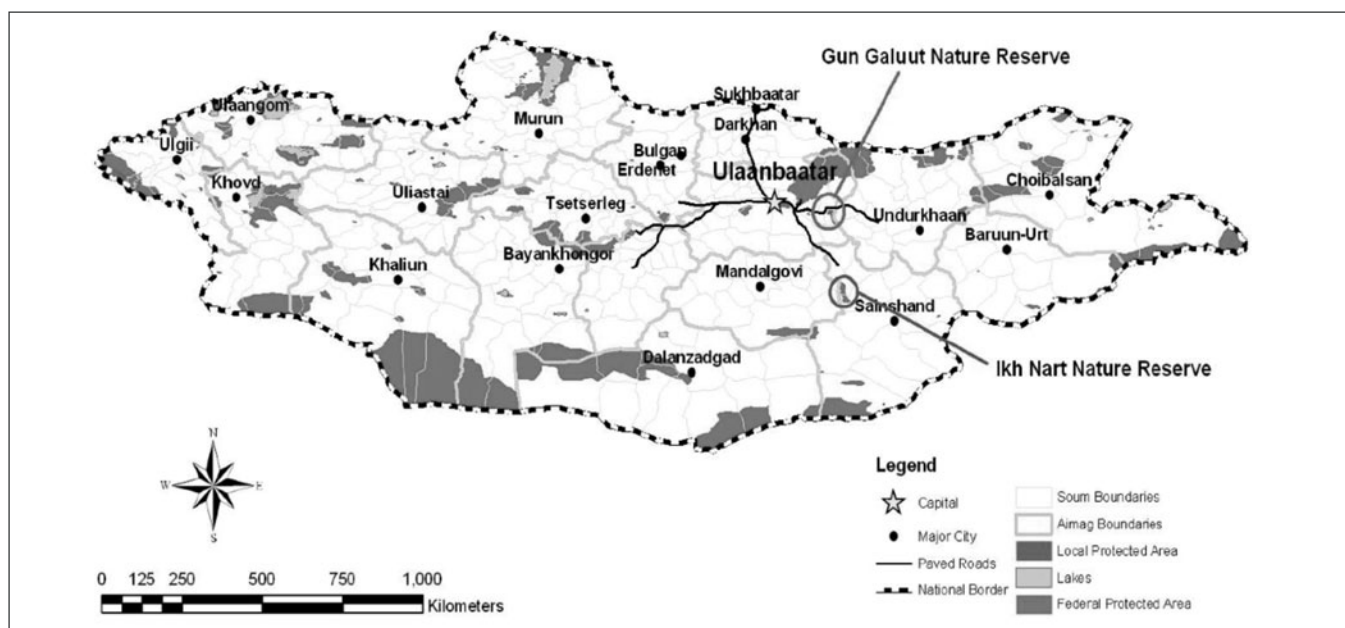 Gun Galuut Nature Reserve
Sukhbaatar
Ulaangom
Murun
Darkhan
Ulgii
Bulgan
Erdenet
Ulaanbaatar
Khovd
Uliastai
Choibalsan
Tsetserleg
Undurkhaan
Baruun-Urt
Bayankhongor
Khaliun
Mandalgovi
Sainshand
Dalanzadgad
Ikh Nart Nature Reserve
N
W E
S
Legend
Capital
Major City
Paved Roads
National Border
Soum Boundaries
Aimag Boundaries
Local Protected Area
Lakes
Federal Protected Area
0 125 250 500 750 1,000
Kilometers